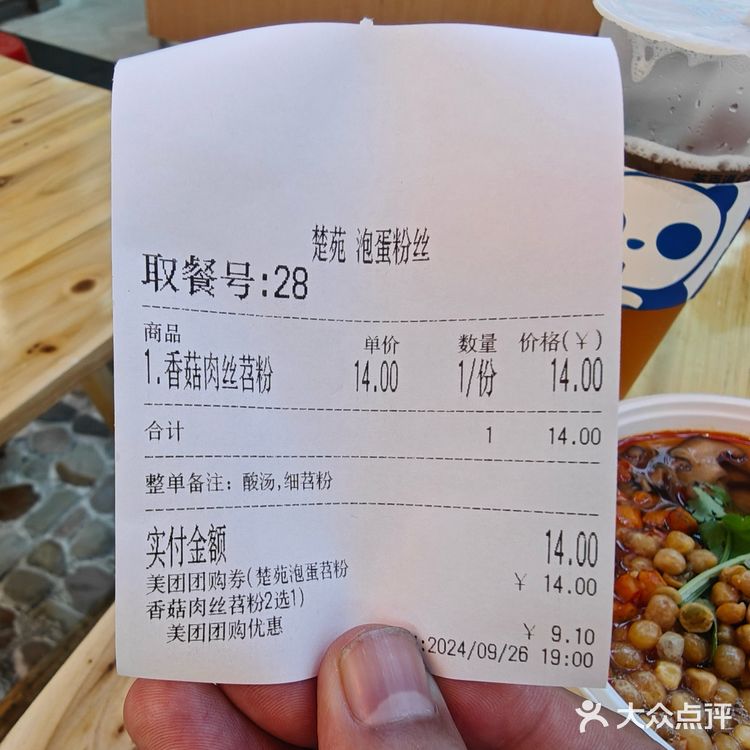 楚苑 泡蛋粉丝
取餐号:28
商品 单价 数量 价格(￥)
1.香菇肉丝苕粉 14.00 1/份 14.00
合计 1 14.00
整单备注: 酸汤,细苕粉
实付金额 14.00
美团团购券(楚苑泡蛋苕粉 ￥ 14.00
香菇肉丝苕粉2选1)
美团团购优惠 ￥ 9.10
:2024/09/26 19:00
大众点评